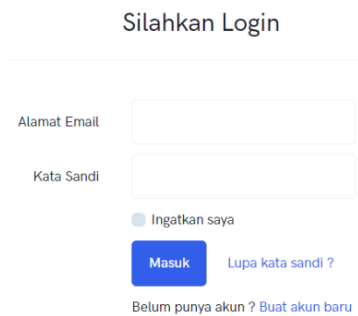 Silahkan Login
Alamat Email
Kata Sandi
Ingatkan saya
Masuk Lupa kata sandi ?
Belum punya akun ? Buat akun baru